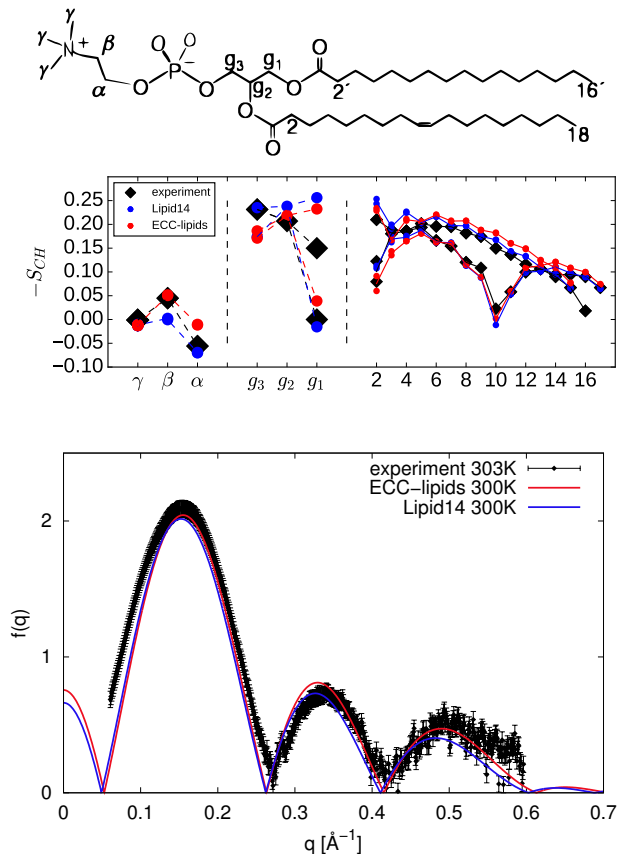 γ
γ
N
+
γ
β
α
O
P
O
O
−
O
g₃
g₂
g₁
O
O
2´
16´
O
O
2
18
−S_CH
0.25
0.20
0.15
0.10
0.05
0.00
−0.05
−0.10
experiment
Lipid14
ECC-lipids
γ β α g₃ g₂ g₁ 2 4 6 8 10 12 14 16
experiment 303K
ECC−lipids 300K
Lipid14 300K
f(q)
2
1
0
0 0.1 0.2 0.3 0.4 0.5 0.6 0.7
q [Å⁻¹]